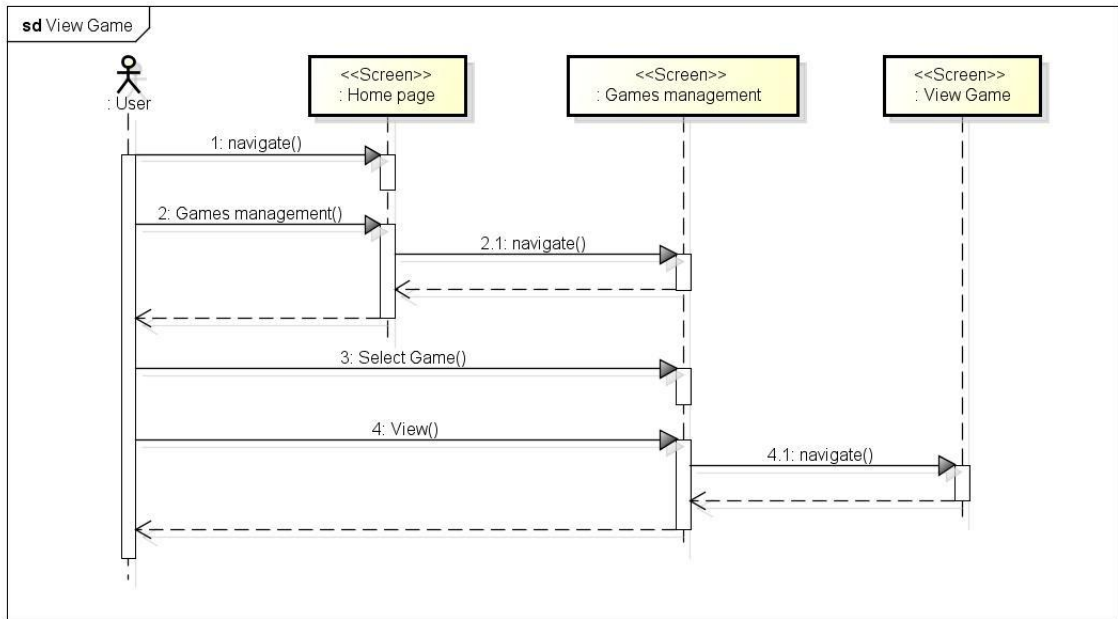 sd View Game
: User
<<Screen>>
: Home page
<<Screen>>
: Games management
<<Screen>>
: View Game
1: navigate()
2: Games management()
2.1: navigate()
3: Select Game()
4: View()
4.1: navigate()